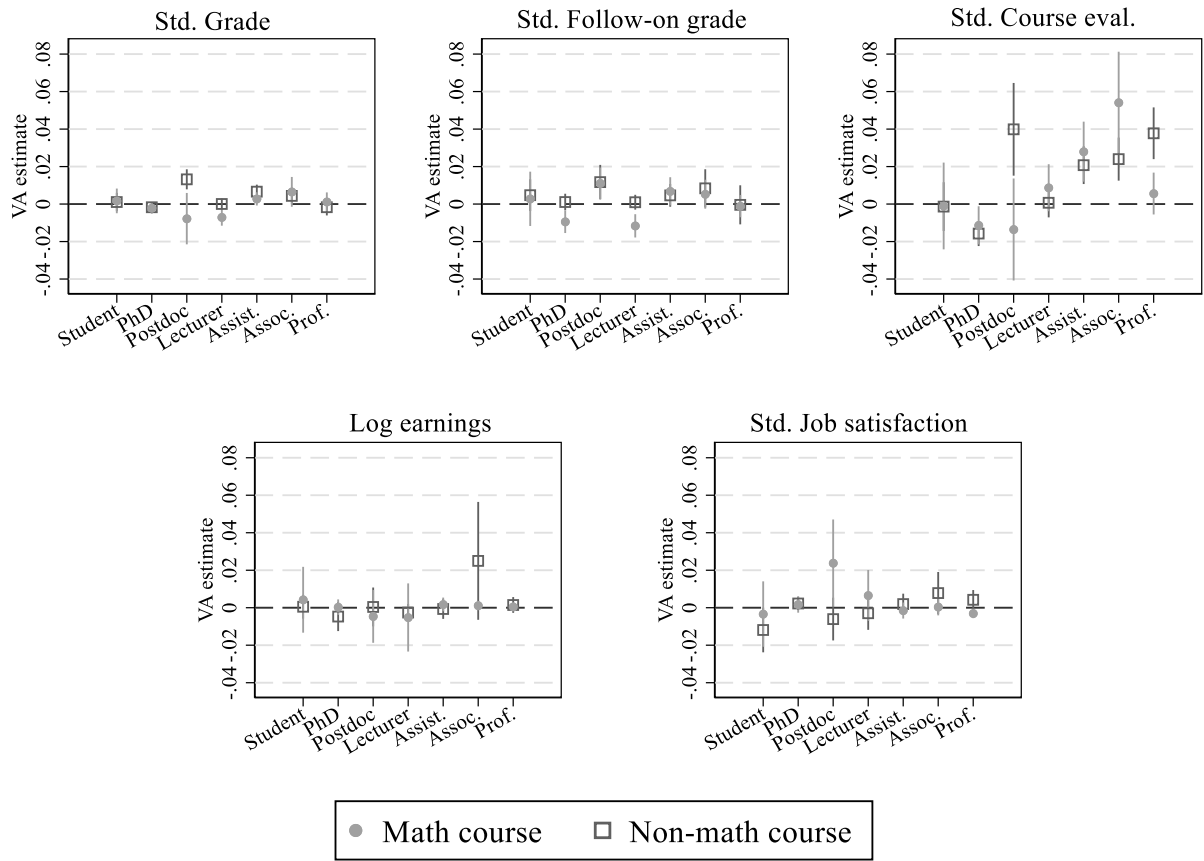 Std. Grade
VA estimate
-.04 -.02 0 .02 .04 .06 .08
Student PhD Postdoc Lecturer Assist. Assoc. Prof.
Std. Follow-on grade
VA estimate
-.04 -.02 0 .02 .04 .06 .08
Student PhD Postdoc Lecturer Assist. Assoc. Prof.
Std. Course eval.
VA estimate
-.04 -.02 0 .02 .04 .06 .08
Student PhD Postdoc Lecturer Assist. Assoc. Prof.
Log earnings
VA estimate
-.04 -.02 0 .02 .04 .06 .08
Student PhD Postdoc Lecturer Assist. Assoc. Prof.
Std. Job satisfaction
VA estimate
-.04 -.02 0 .02 .04 .06 .08
Student PhD Postdoc Lecturer Assist. Assoc. Prof.
Math course Non-math course